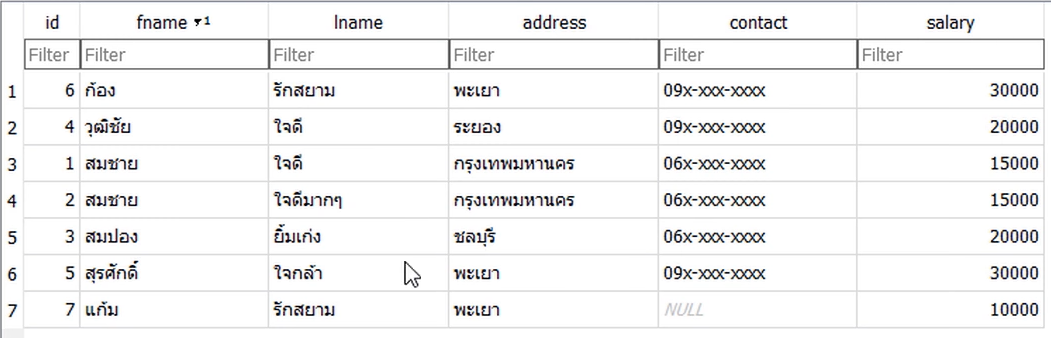 id fname 1 lname address contact salary
Filter Filter Filter Filter Filter Filter
1 6 ก้อง รักสยาม พะเยา 09x-xxx-xxxx 30000
2 4 วุฒิชัย ใจดี ระยอง 09x-xxx-xxxx 20000
3 1 สมชาย ใจดี กรุงเทพมหานคร 06x-xxx-xxxx 15000
4 2 สมชาย ใจดีมากๆ กรุงเทพมหานคร 06x-xxx-xxxx 15000
5 3 สมปอง ยิ้มเก่ง ชลบุรี 06x-xxx-xxxx 20000
6 5 สุรศักดิ์ ใจกล้า พะเยา 09x-xxx-xxxx 30000
7 7 แก้ม รักสยาม พะเยา NULL 10000